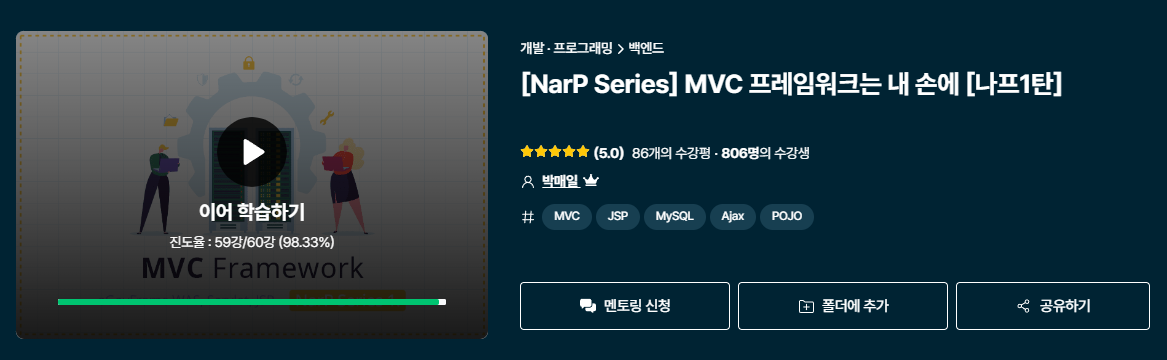 이어 학습하기
진도율 : 59강/60강 (98.33%)
MVC Framework
개발 · 프로그래밍 > 백엔드
[NarP Series] MVC 프레임워크는 내 손에 [나프1탄]
(5.0) 86개의 수강평 · 806명의 수강생
박매일
# MVC JSP MySQL Ajax POJO
멘토링 신청 폴더에 추가 공유하기